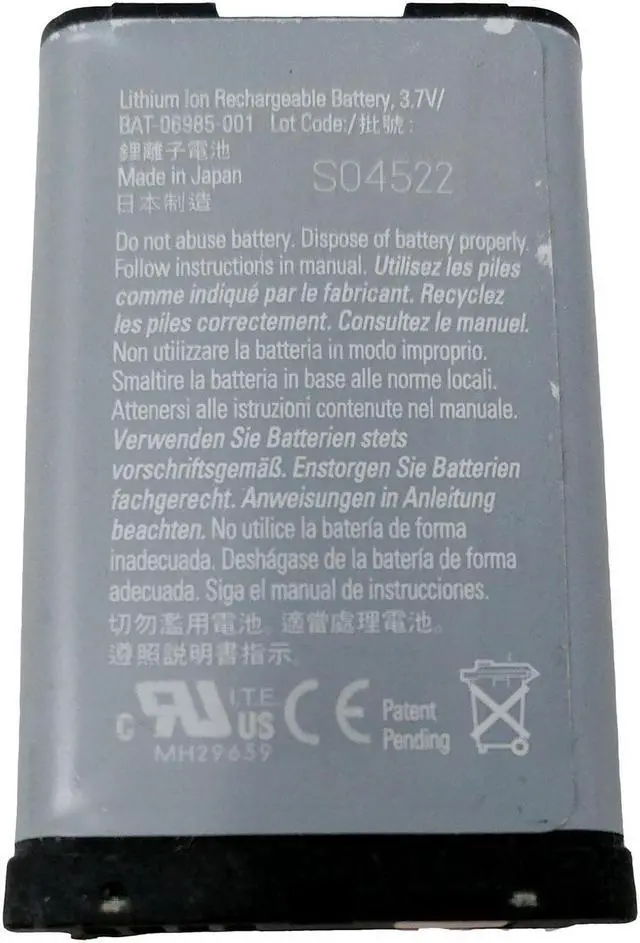 Lithium Ion Rechargeable Battery, 3.7V/
BAT-06985-001 Lot Code:/批號:
鋰離子電池
Made in Japan
S04522
日本制造
Do not abuse battery. Dispose of battery properly.
Follow instructions in manual. Utilisez les piles
comme indiqué par le fabricant. Recyclez
les piles correctement. Consultez le manuel.
Non utilizzare la batteria in modo improprio.
Smaltire la batteria in base alle norme locali.
Attenersi alle istruzioni contenute nel manuale.
Verwenden Sie Batterien stets
vorschriftsgemäß. Enstorgen Sie Batterien
fachgerecht. Anweisungen in Anleitung
beachten. No utilice la batería de forma
inadecuada. Deshágase de la batería de forma
adecuada. Siga el manual de instrucciones.
切勿濫用電池. 適當處理電池.
遵照說明書指示.
C RU I.T.E. US CE
MH29659
Patent
Pending